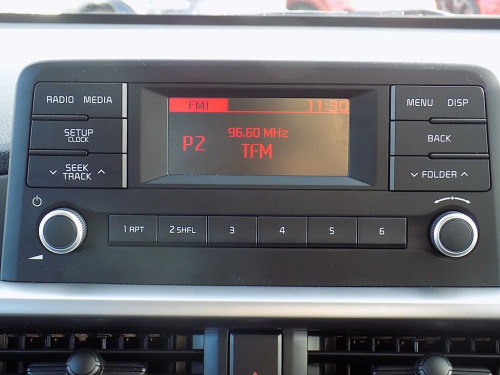 RADIO MEDIA
SETUP
CLOCK
SEEK
TRACK
FM1 11:30
P2 96.60 MHz
TFM
MENU DISP
BACK
FOLDER
1 RPT 2 SHFL 3 4 5 6